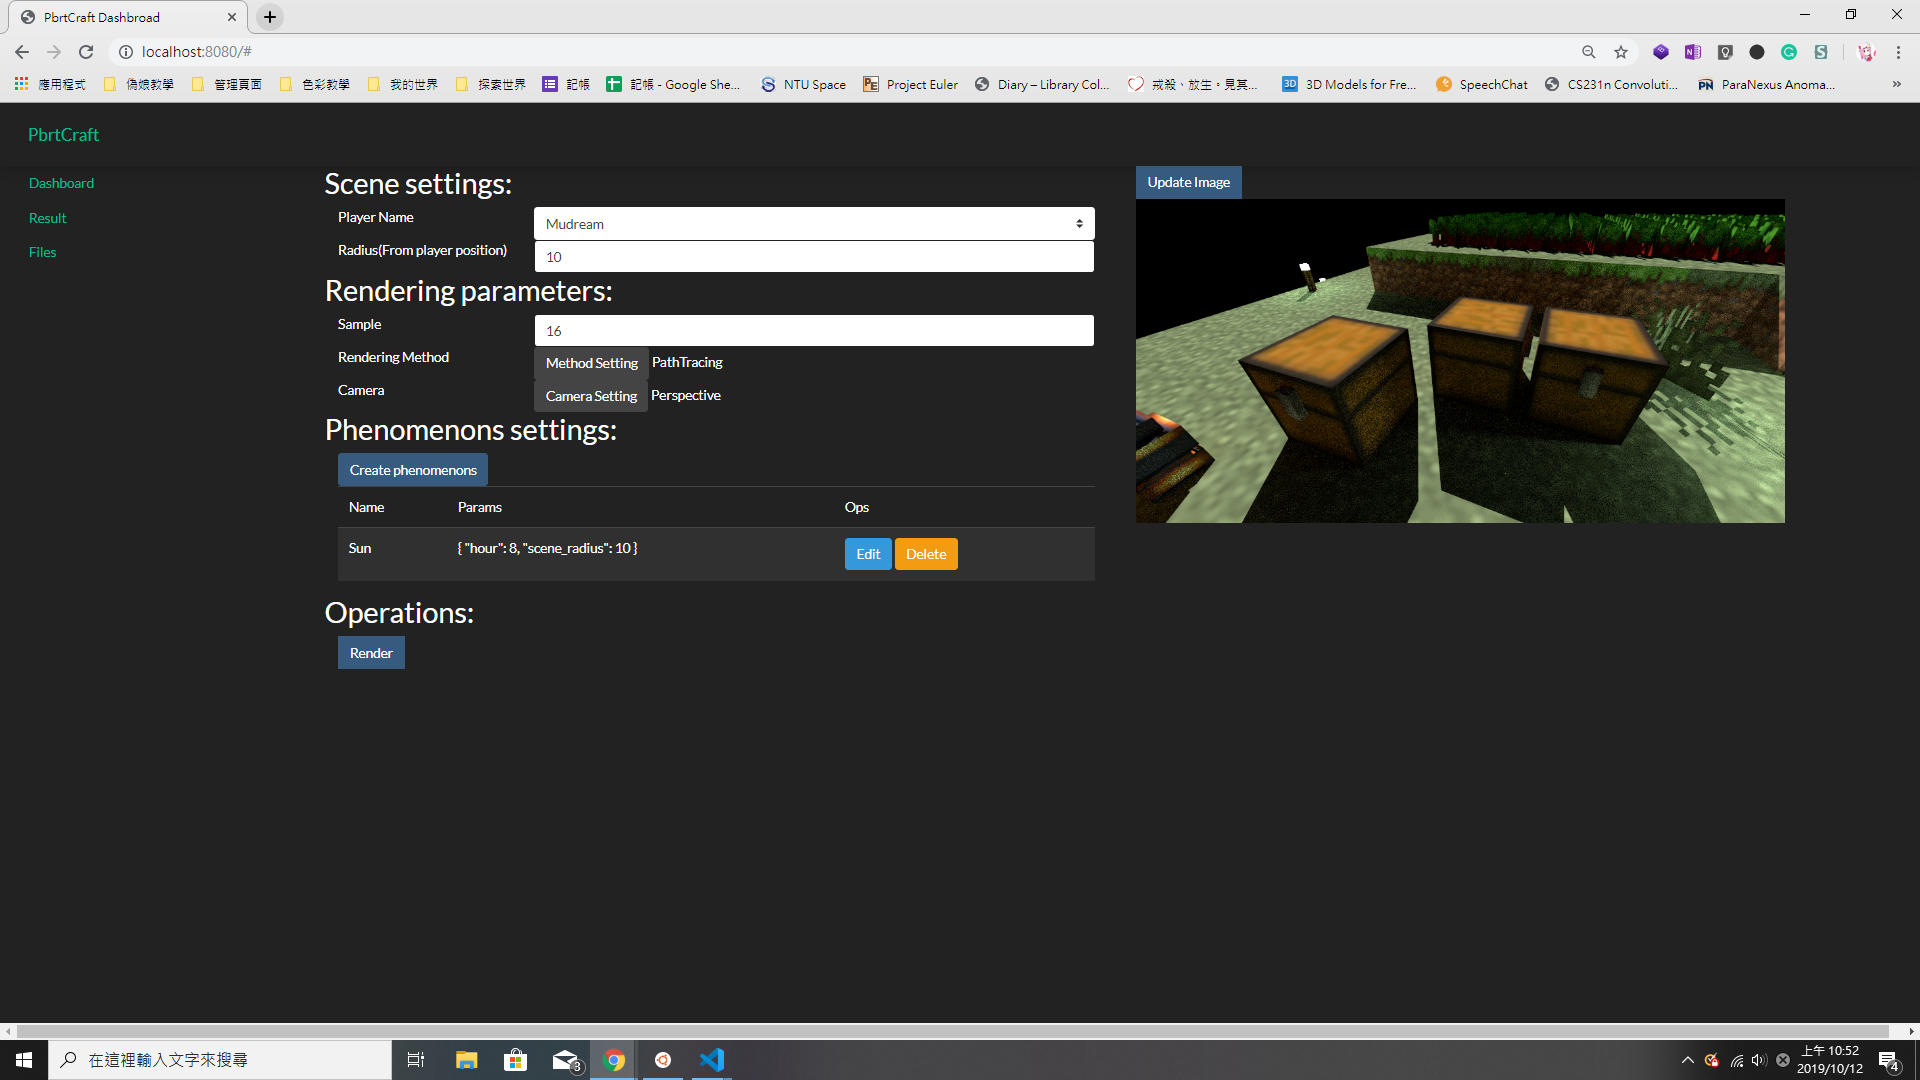 PbrtCraft Dashbroad
localhost:8080/#
應用程式 偽娘教學 管理頁面 色彩教學 我的世界 探索世界 記帳 記帳 - Google She... NTU Space Project Euler Diary – Library Col... 戒殺、放生。見其... 3D Models for Fre... SpeechChat CS231n Convoluti... ParaNexus Anoma...
PbrtCraft
Dashboard
Result
Files
Scene settings:
Player Name Mudream
Radius(From player position) 10
Rendering parameters:
Sample 16
Rendering Method Method Setting PathTracing
Camera Camera Setting Perspective
Phenomenons settings:
Create phenomenons
Name Params Ops
Sun { "hour": 8, "scene_radius": 10 } Edit Delete
Operations:
Render
Update Image
在這裡輸入文字來搜尋
3
上午 10:52
2019/10/12
4